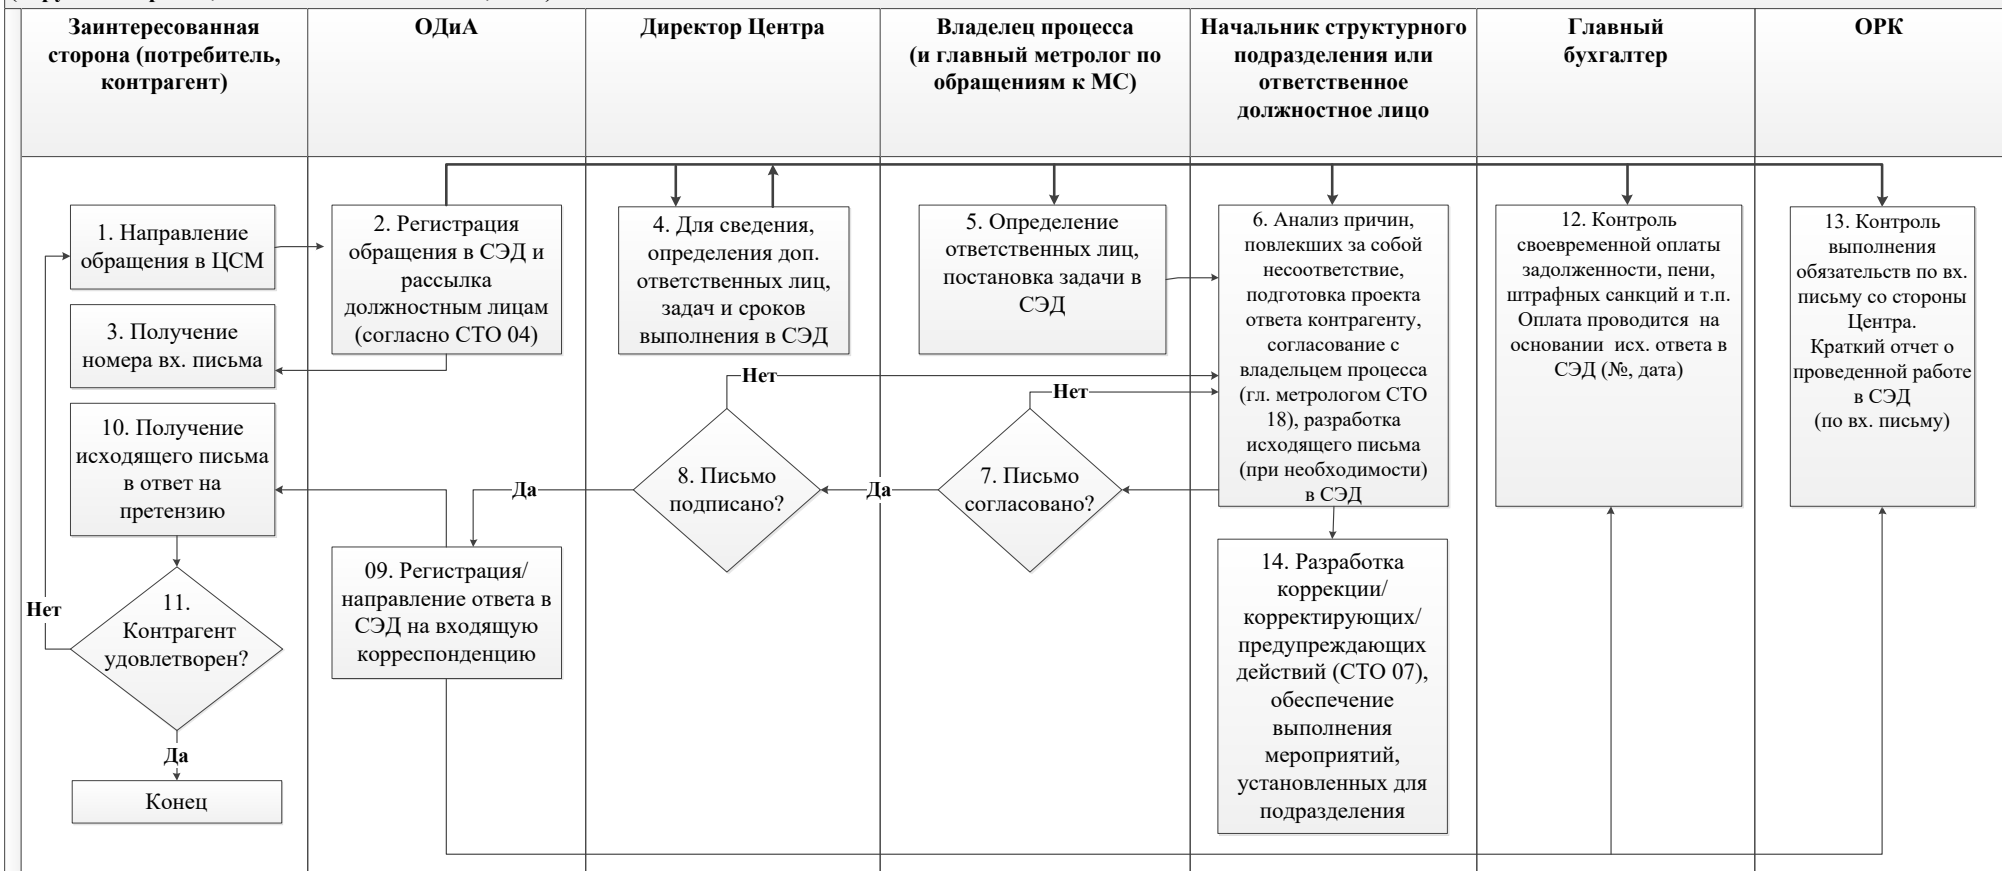 Заинтересованная
сторона (потребитель,
контрагент)
ОДиА
Директор Центра
Владелец процесса
(и главный метролог по
обращениям к МС)
Начальник структурного
подразделения или
ответственное
должностное лицо
Главный
бухгалтер
ОРК
1. Направление
обращения в ЦСМ
2. Регистрация
обращения в СЭД и
рассылка
должностным лицам
(согласно СТО 04)
3. Получение
номера вх. письма
4. Для сведения,
определения доп.
ответственных лиц,
задач и сроков
выполнения в СЭД
5. Определение
ответственных лиц,
постановка задачи в
СЭД
6. Анализ причин,
повлекших за собой
несоответствие,
подготовка проекта
ответа контрагенту,
согласование с
владельцем процесса
(гл. метрологом СТО
18), разработка
исходящего письма
(при необходимости)
в СЭД
12. Контроль
своевременной оплаты
задолженности, пени,
штрафных санкций и т.п.
Оплата проводится на
основании исх. ответа в
СЭД (№, дата)
13. Контроль
выполнения
обязательств по вх.
письму со стороны
Центра.
Краткий отчет о
проведенной работе
в СЭД
(по вх. письму)
Нет
Нет
10. Получение
исходящего письма
в ответ на
претензию
Да
8. Письмо
подписано?
Да
7. Письмо
согласовано?
09. Регистрация/
направление ответа в
СЭД на входящую
корреспонденцию
14. Разработка
коррекции/
корректирующих/
предупреждающих
действий (СТО 07),
обеспечение
выполнения
мероприятий,
установленных для
подразделения
Нет
11.
Контрагент
удовлетворен?
Да
Конец